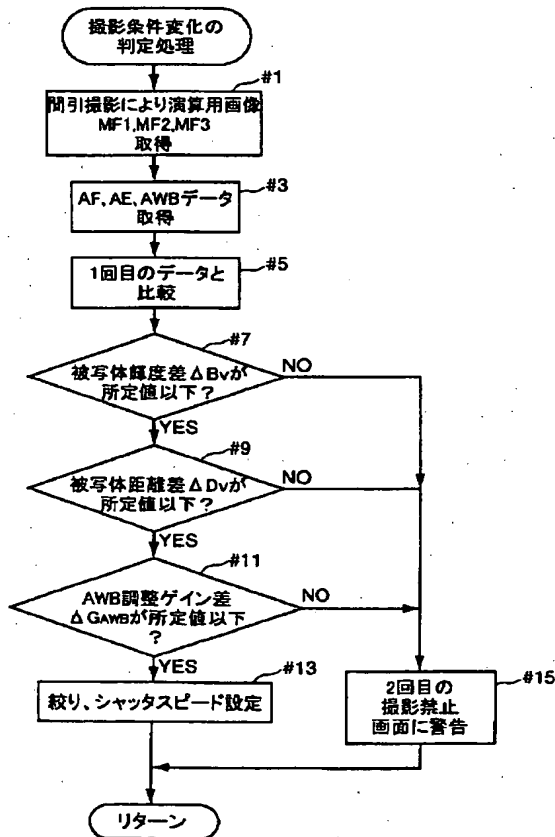 撮影条件変化の
判定処理
#1
間引撮影により演算用画像
MF1,MF2,MF3
取得
#3
AF、AE、AWBデータ
取得
#5
1回目のデータと
比較
#7
被写体輝度差ΔBvが
所定値以下?
NO
YES
#9
被写体距離差ΔDvが
所定値以下?
NO
YES
#11
AWB調整ゲイン差
ΔGAWBが所定値以下
?
NO
YES
#13
絞り、シャッタスピード設定
#15
2回目の
撮影禁止
画面に警告
リターン